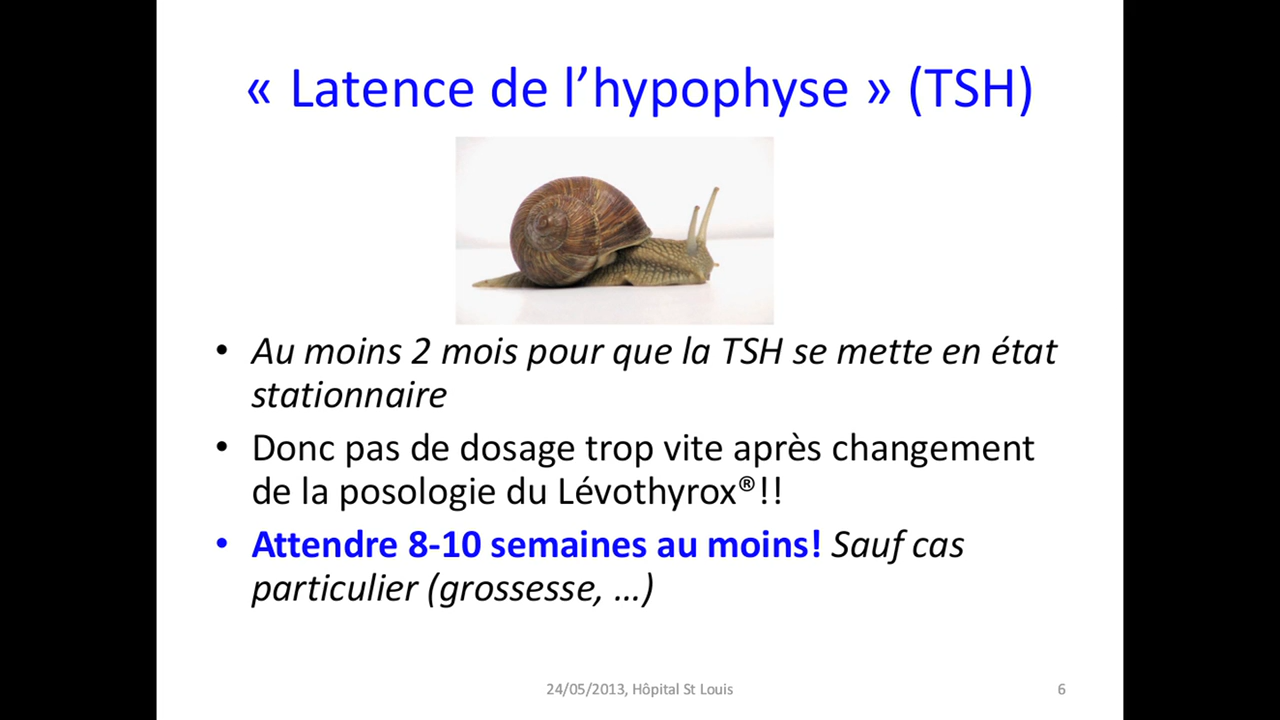 « Latence de l’hypophyse » (TSH)
• Au moins 2 mois pour que la TSH se mette en état
stationnaire
• Donc pas de dosage trop vite après changement
de la posologie du Lévothyrox®!!
• Attendre 8-10 semaines au moins! Sauf cas
particulier (grossesse, …)
24/05/2013, Hôpital St Louis
6